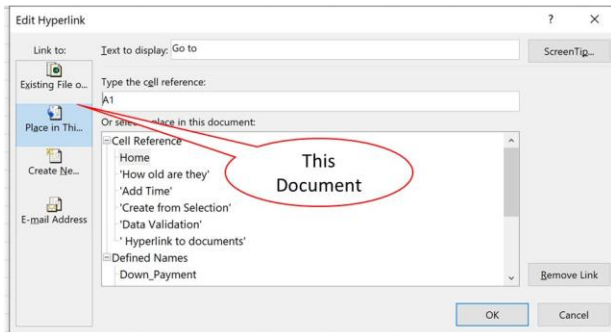 Edit Hyperlink
? ×
Link to:
Text to display: Go to
ScreenTip...
Existing File o...
Type the cell reference:
A1
Place in Thi...
Or select place in this document:
Cell Reference
Home
'How old are they'
'Add Time'
'Create from Selection'
'Data Validation'
' Hyperlink to documents'
Defined Names
Down_Payment
This
Document
Create Ne...
E-mail Address
Remove Link
OK
Cancel